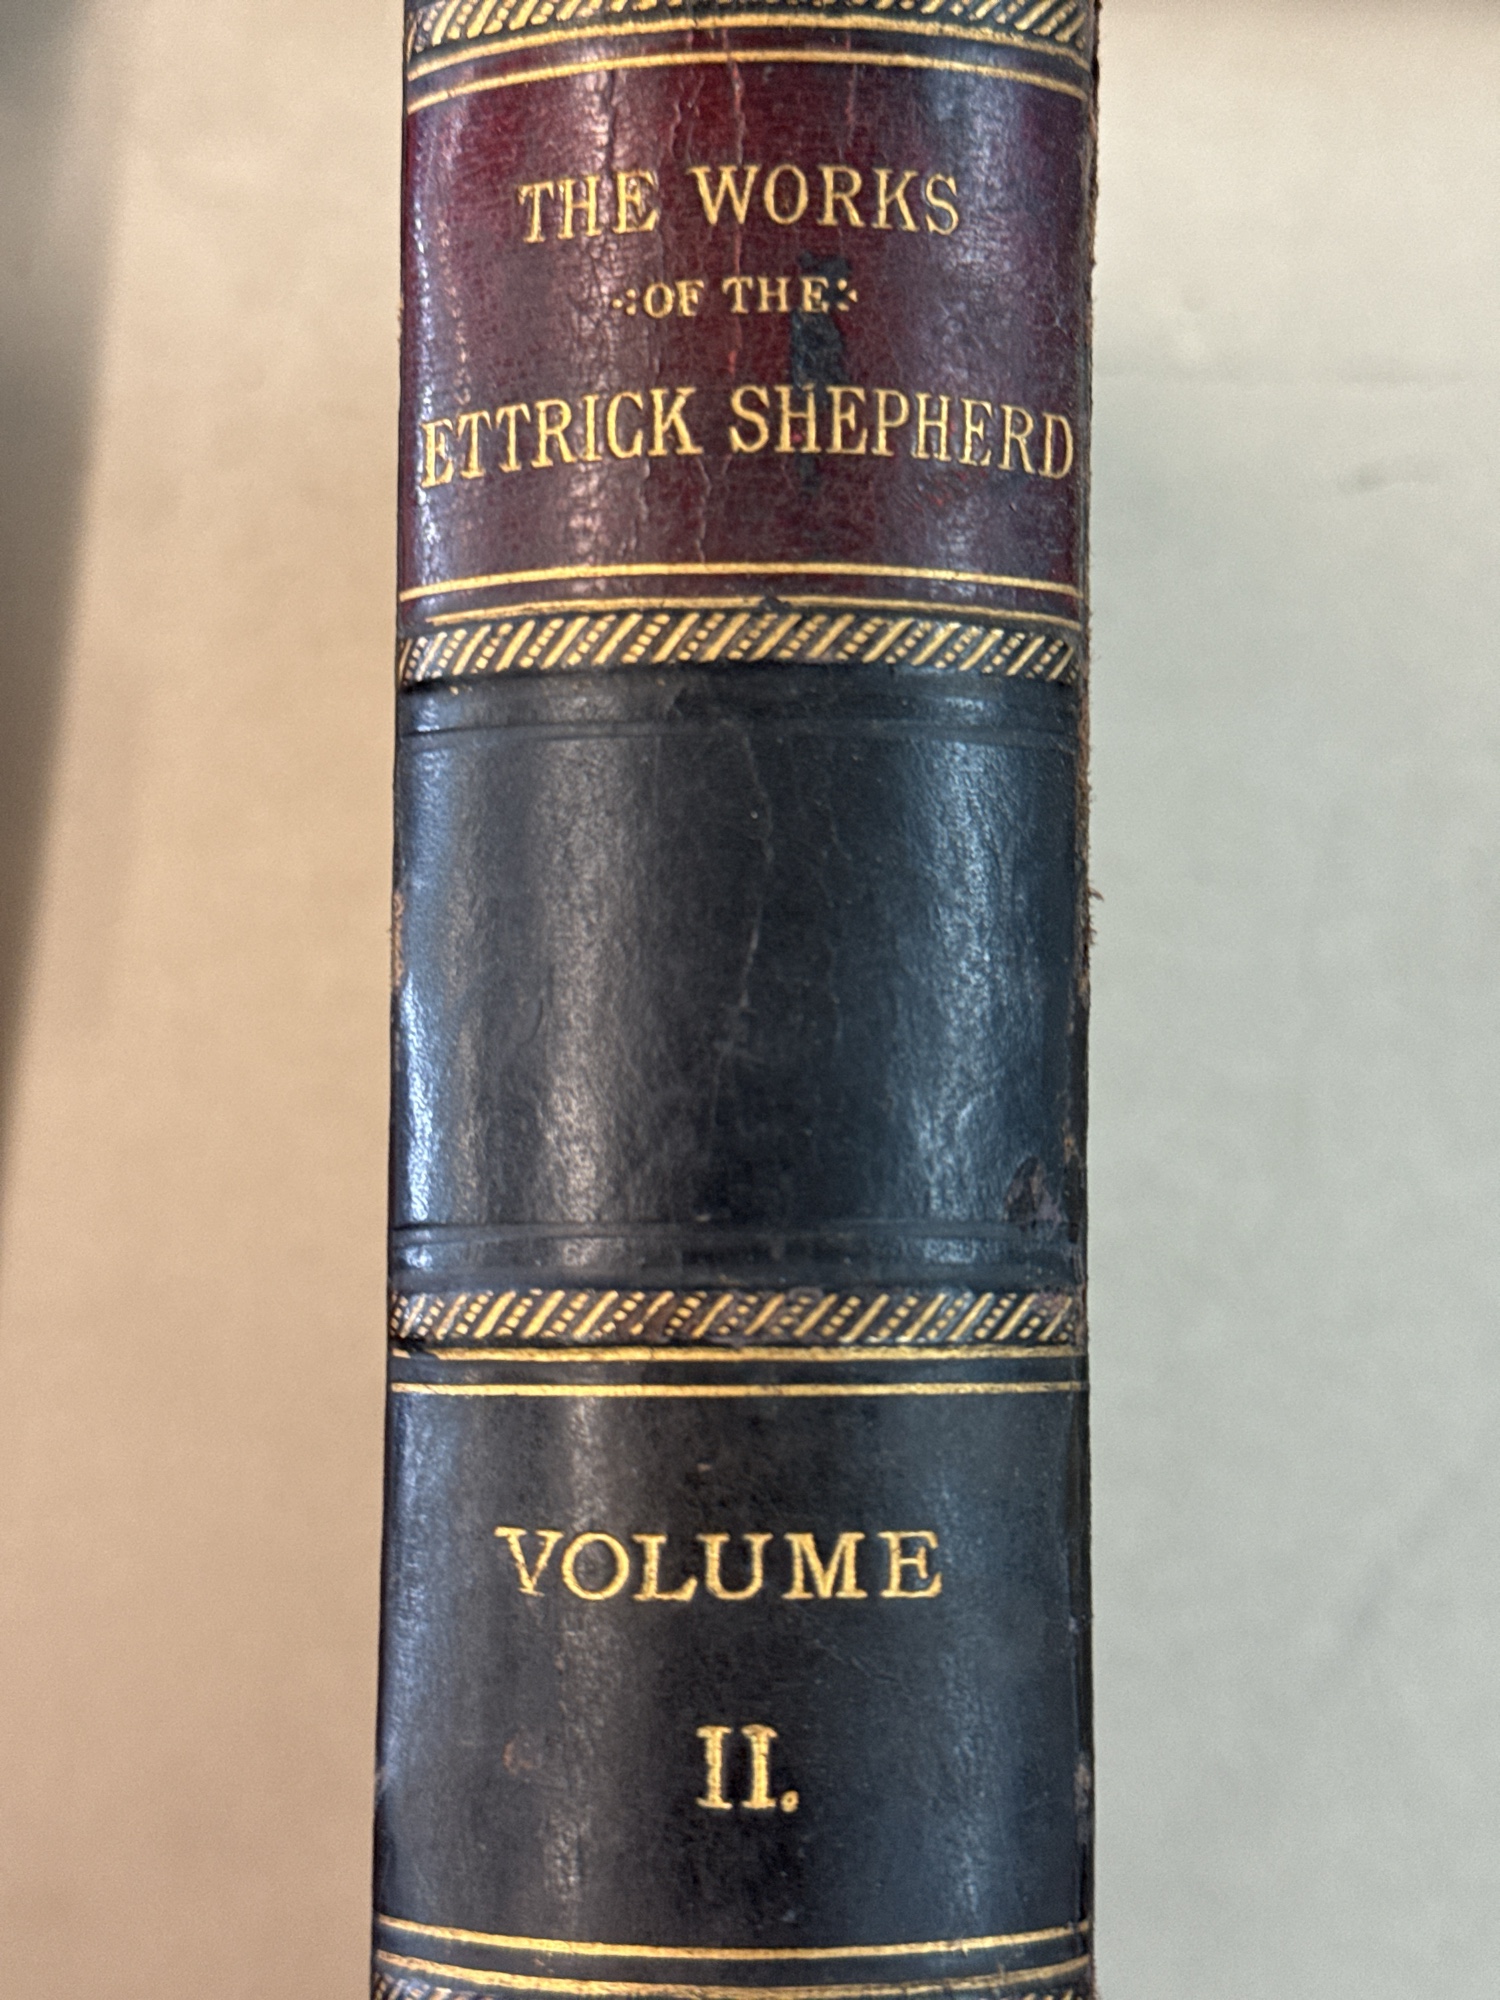 THE WORKS
OF THE
ETTRICK SHEPHERD
VOLUME
II.